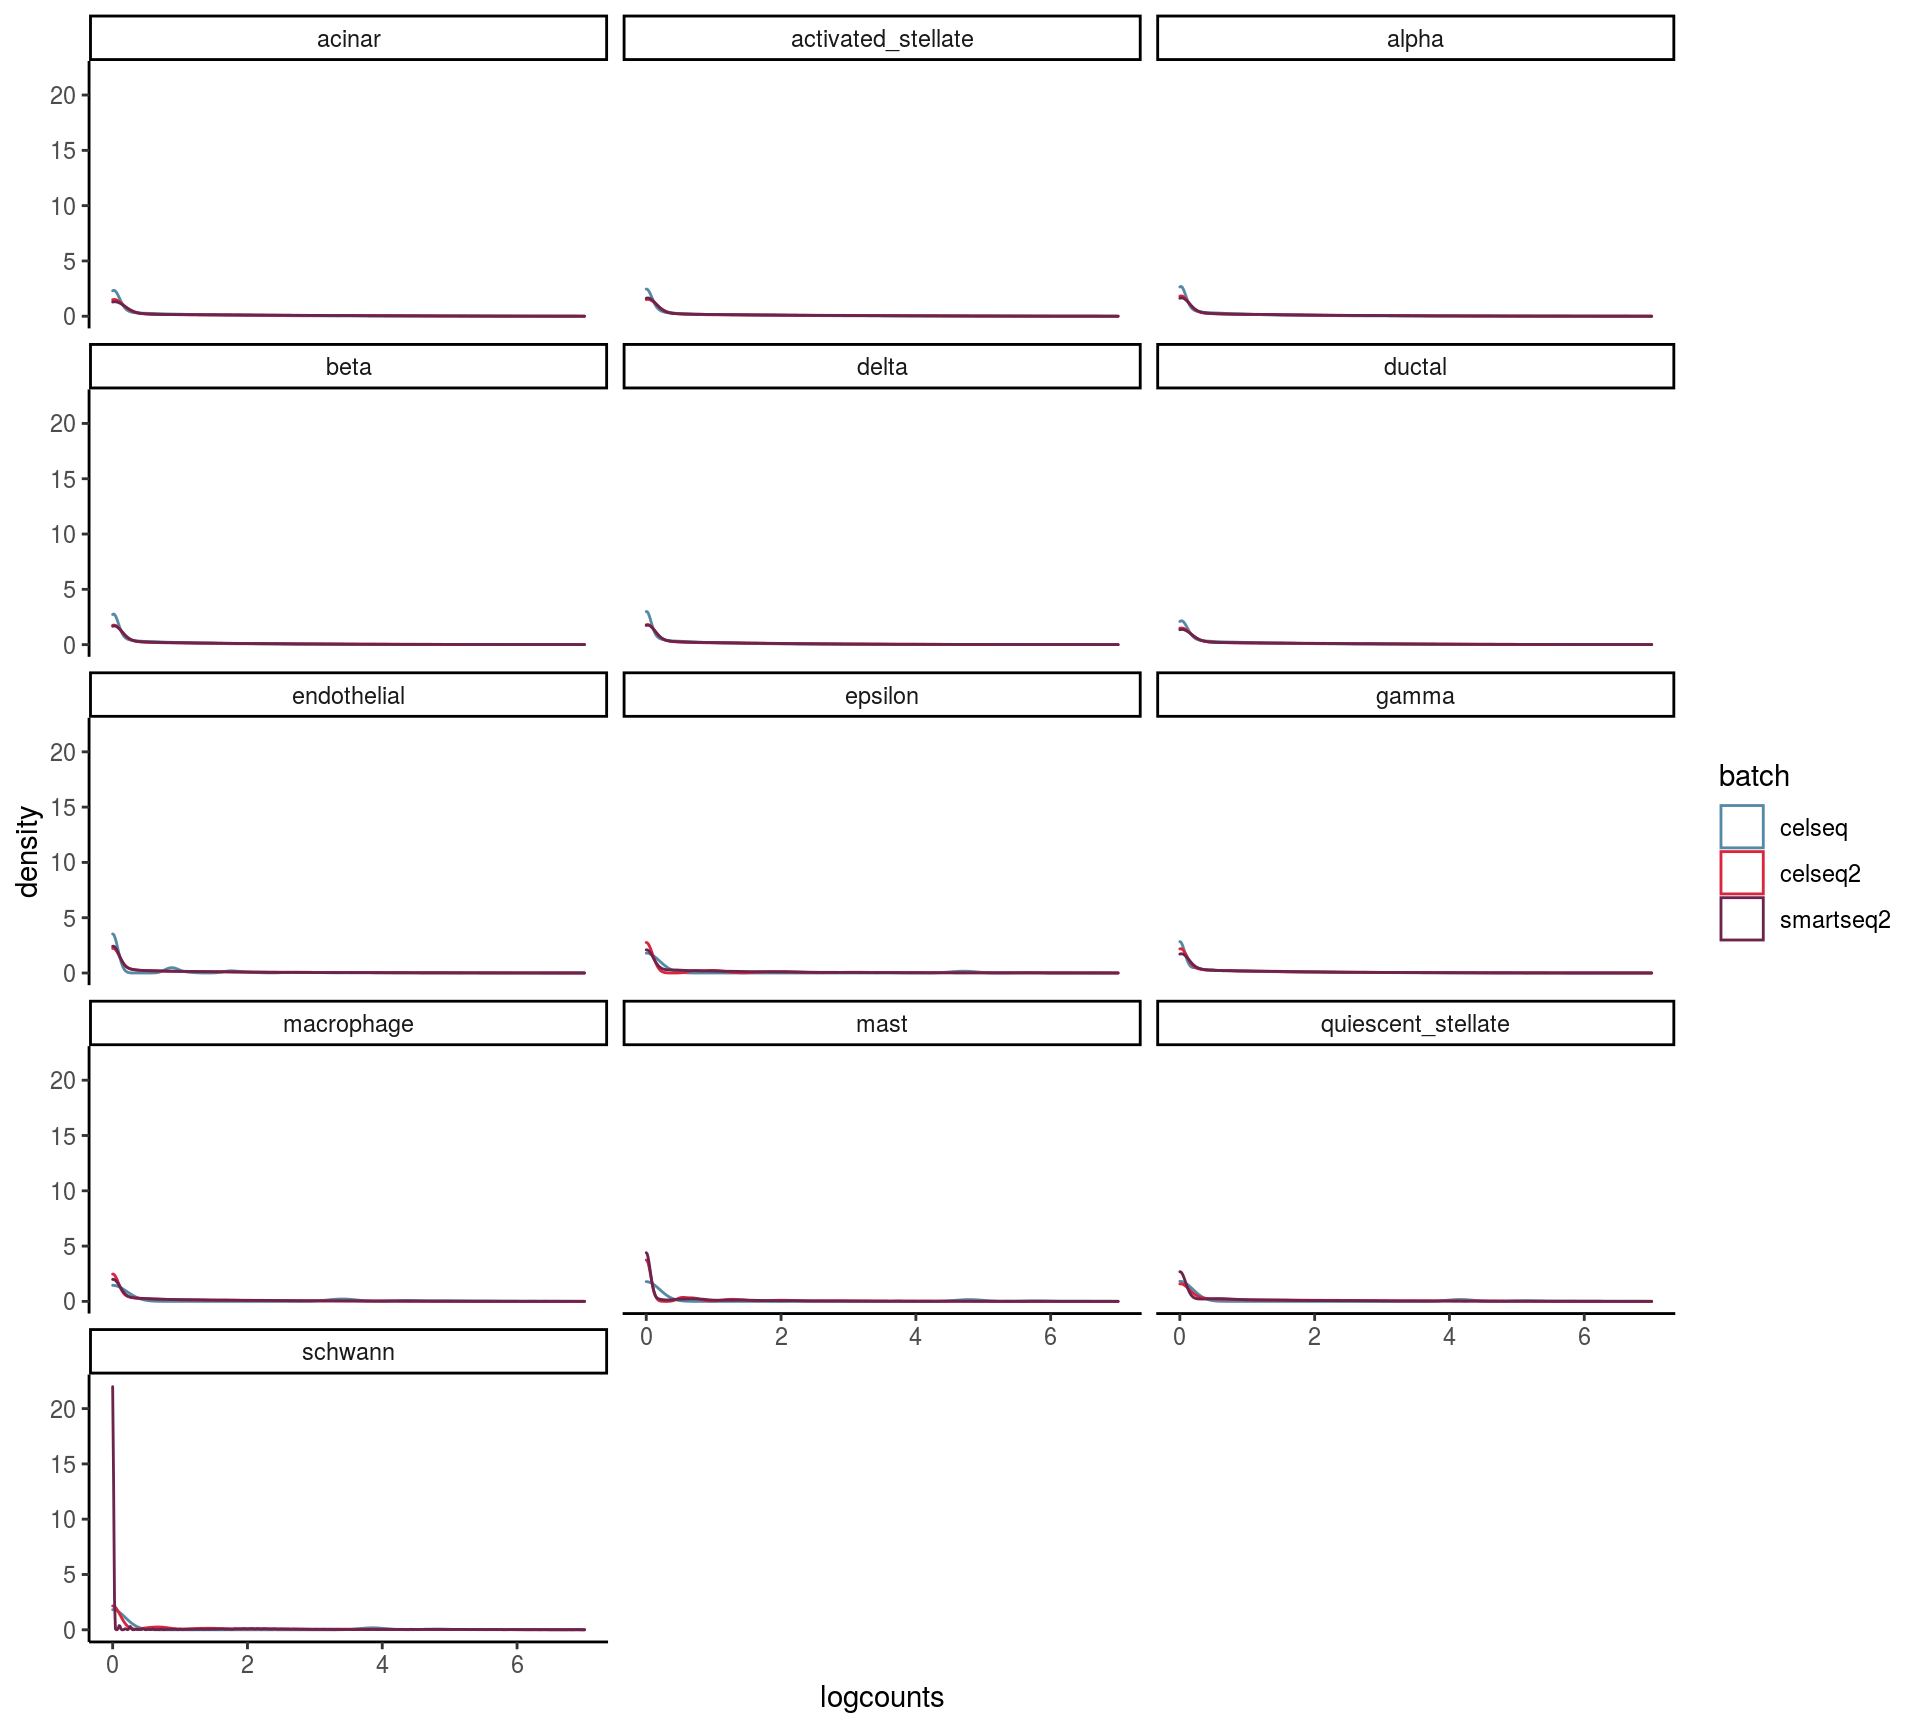 acinar
activated_stellate
alpha
20
15
10
5
0
beta
delta
ductal
20
15
10
5
0
endothelial
epsilon
gamma
20
15
10
5
0
macrophage
mast
quiescent_stellate
20
15
10
5
0
0 2 4 6
0 2 4 6
schwann
20
15
10
5
0
0 2 4 6
logcounts
density
batch
celseq
celseq2
smartseq2